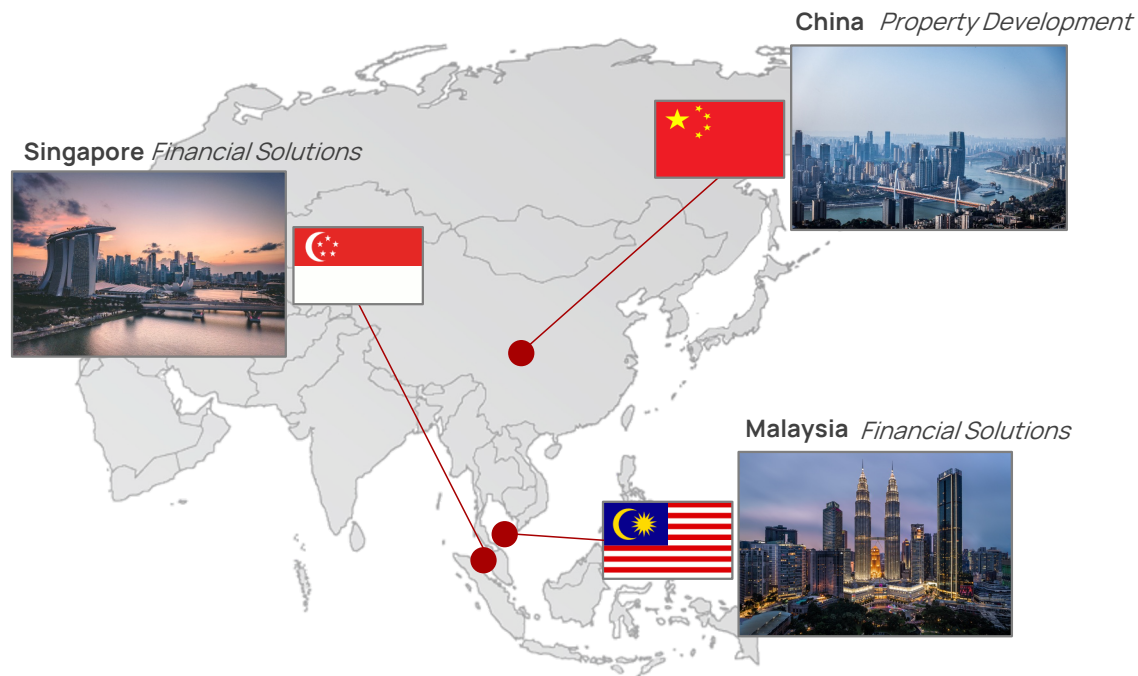 China Property Development
Singapore Financial Solutions
Malaysia Financial Solutions